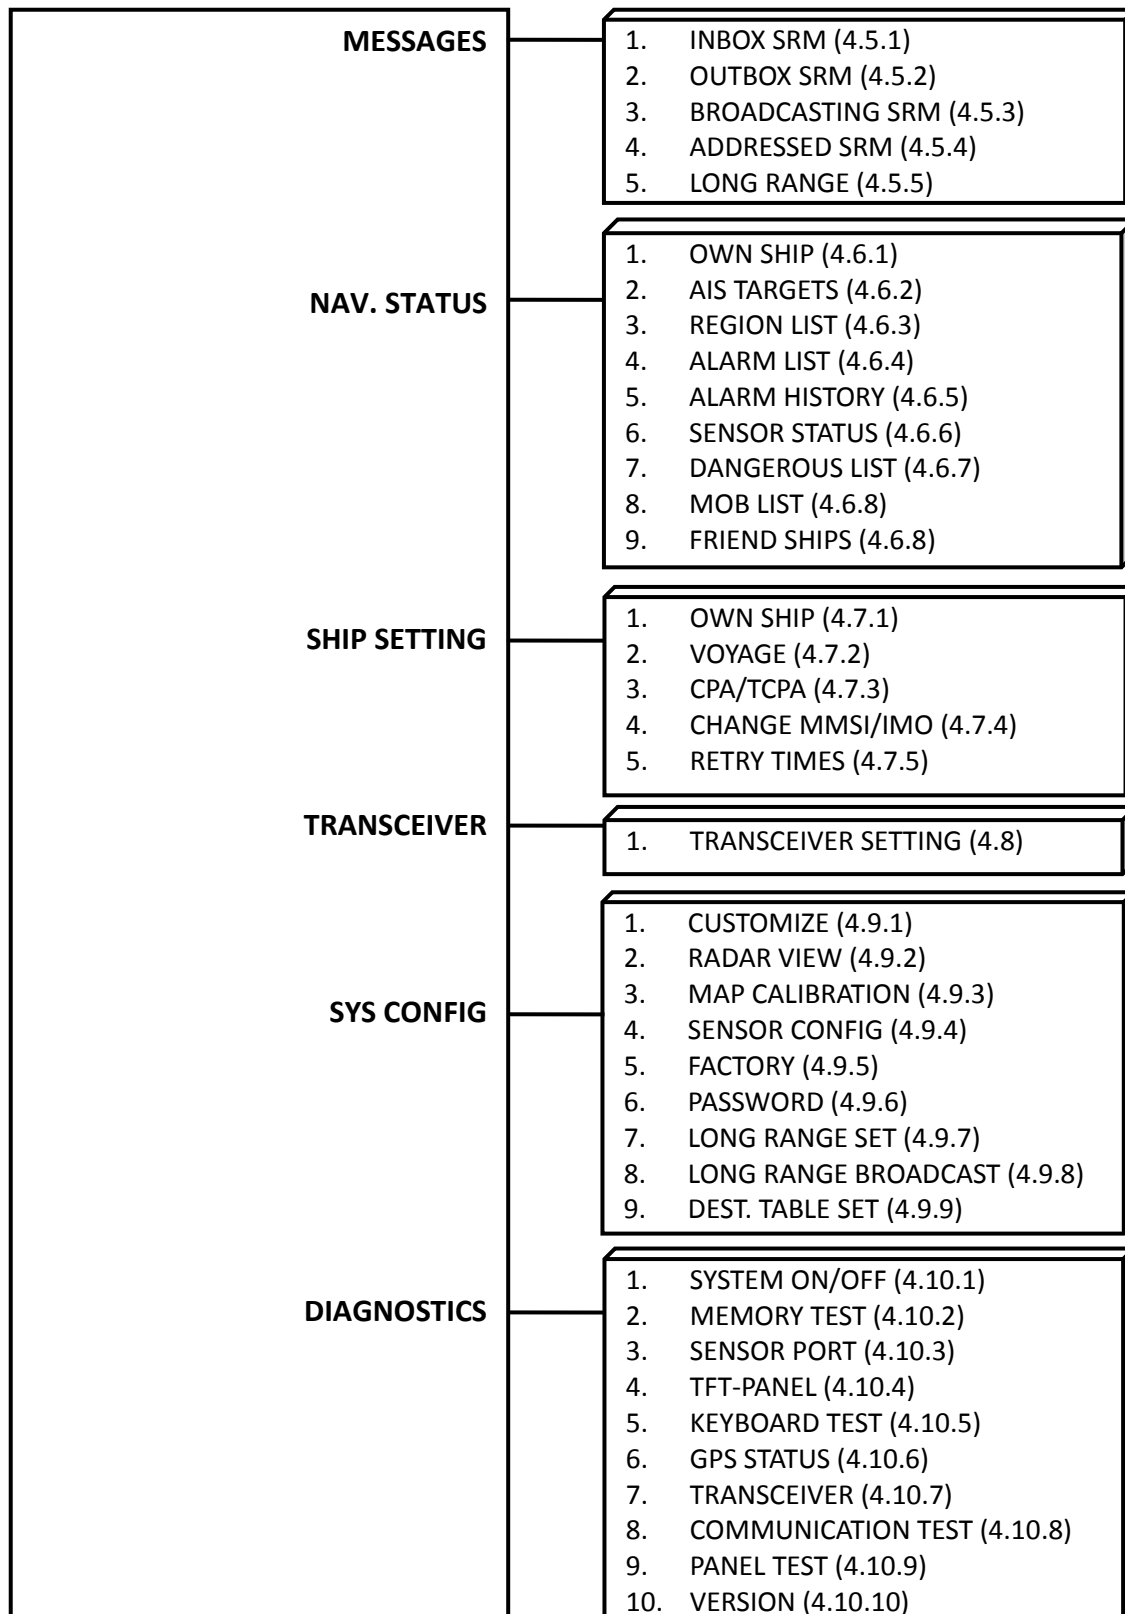 MESSAGES
1. INBOX SRM (4.5.1)
2. OUTBOX SRM (4.5.2)
3. BROADCASTING SRM (4.5.3)
4. ADDRESSED SRM (4.5.4)
5. LONG RANGE (4.5.5)
NAV. STATUS
1. OWN SHIP (4.6.1)
2. AIS TARGETS (4.6.2)
3. REGION LIST (4.6.3)
4. ALARM LIST (4.6.4)
5. ALARM HISTORY (4.6.5)
6. SENSOR STATUS (4.6.6)
7. DANGEROUS LIST (4.6.7)
8. MOB LIST (4.6.8)
9. FRIEND SHIPS (4.6.8)
SHIP SETTING
1. OWN SHIP (4.7.1)
2. VOYAGE (4.7.2)
3. CPA/TCPA (4.7.3)
4. CHANGE MMSI/IMO (4.7.4)
5. RETRY TIMES (4.7.5)
TRANSCEIVER
1. TRANSCEIVER SETTING (4.8)
SYS CONFIG
1. CUSTOMIZE (4.9.1)
2. RADAR VIEW (4.9.2)
3. MAP CALIBRATION (4.9.3)
4. SENSOR CONFIG (4.9.4)
5. FACTORY (4.9.5)
6. PASSWORD (4.9.6)
7. LONG RANGE SET (4.9.7)
8. LONG RANGE BROADCAST (4.9.8)
9. DEST. TABLE SET (4.9.9)
DIAGNOSTICS
1. SYSTEM ON/OFF (4.10.1)
2. MEMORY TEST (4.10.2)
3. SENSOR PORT (4.10.3)
4. TFT-PANEL (4.10.4)
5. KEYBOARD TEST (4.10.5)
6. GPS STATUS (4.10.6)
7. TRANSCEIVER (4.10.7)
8. COMMUNICATION TEST (4.10.8)
9. PANEL TEST (4.10.9)
10. VERSION (4.10.10)